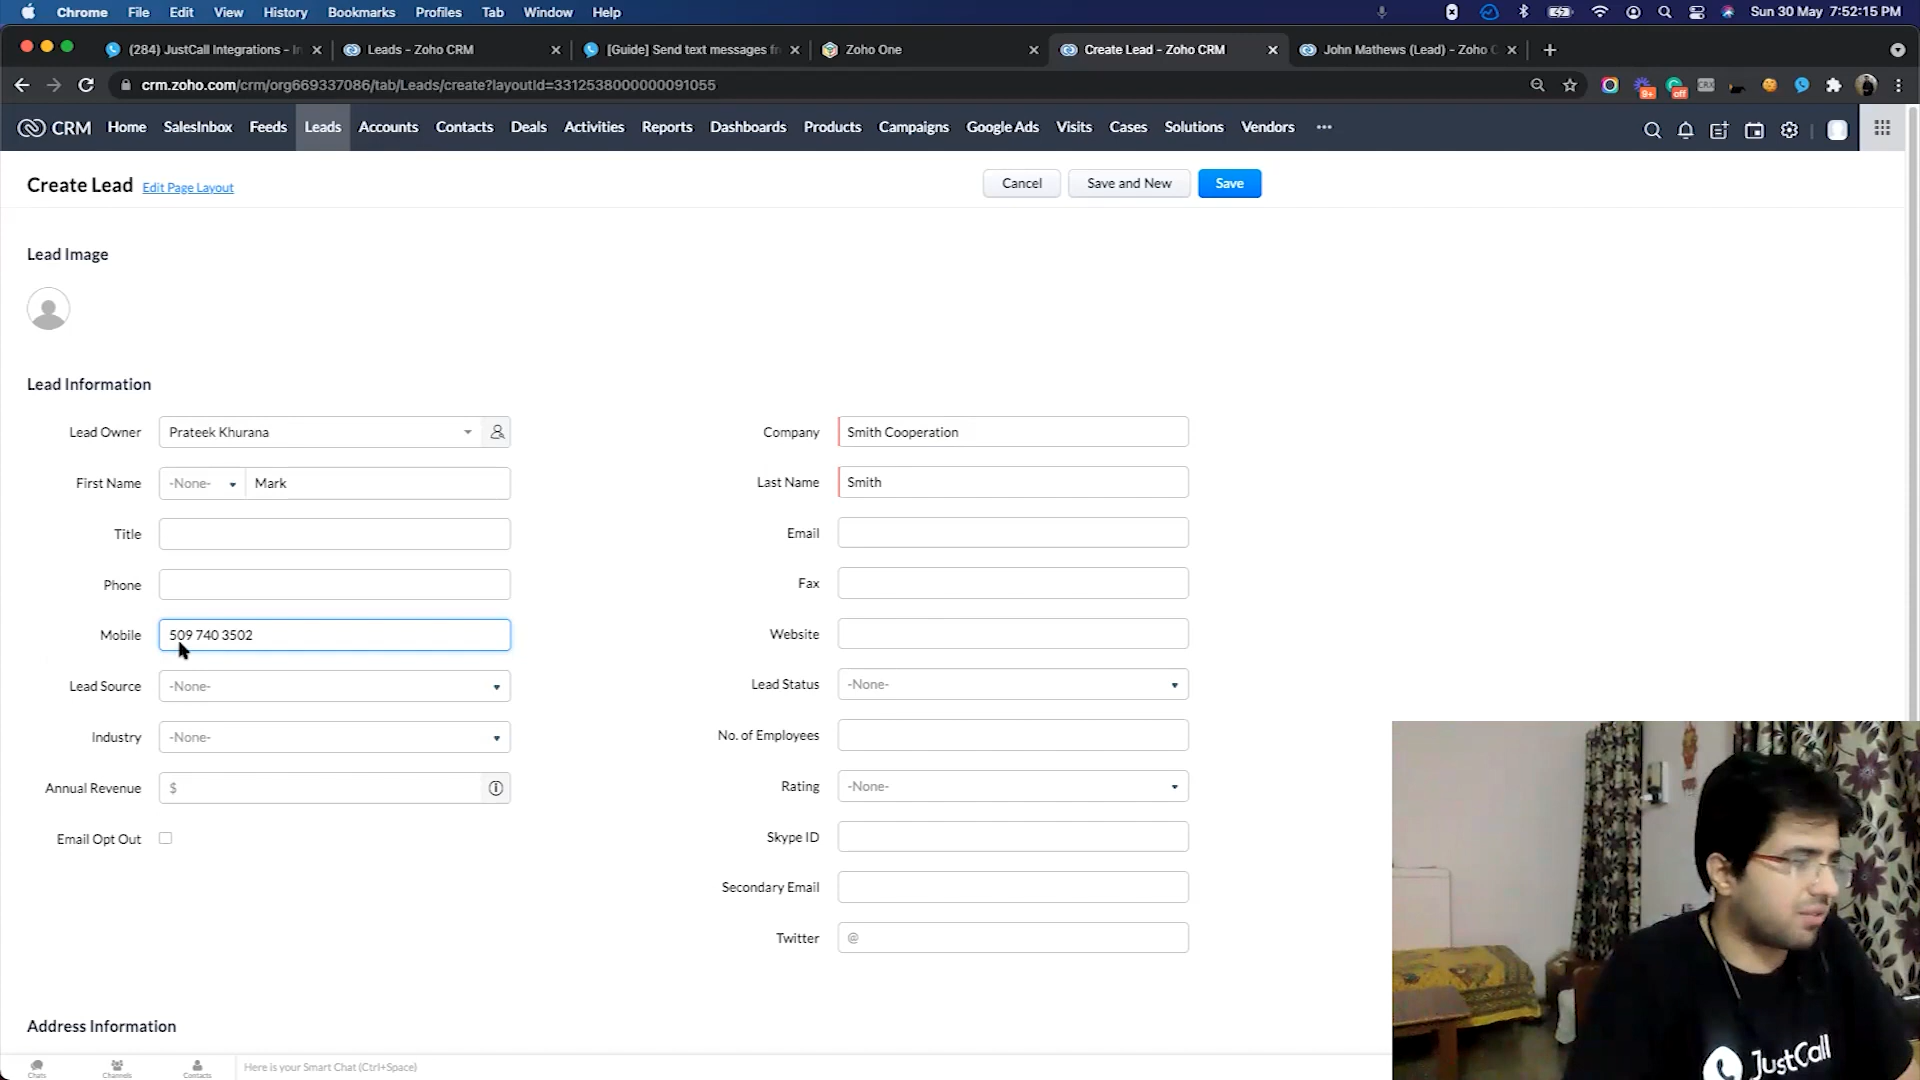 Chrome File Edit View History Bookmarks Profiles Tab Window Help Sun 30 May 7:52:15 PM
(284) JustCall Integrations - In Leads - Zoho CRM [Guide] Send text messages fr Zoho One Create Lead - Zoho CRM John Mathews (Lead) - Zoho C
crm.zoho.com/crm/org669337086/tab/Leads/create?layoutId=3312538000000091055 9+ off
CRM Home SalesInbox Feeds Leads Accounts Contacts Deals Activities Reports Dashboards Products Campaigns Google Ads Visits Cases Solutions Vendors ...
Create Lead Edit Page Layout Cancel Save and New Save
Lead Image
Lead Information
Lead Owner Prateek Khurana Company Smith Cooperation
First Name -None- Mark Last Name Smith
Title Email
Phone Fax
Mobile 509 740 3502 Website
Lead Source -None- Lead Status -None-
Industry -None- No. of Employees
Annual Revenue $ Rating -None-
Email Opt Out Skype ID
Secondary Email
Twitter @
Address Information
Chats Channels Contacts Here is your Smart Chat (Ctrl+Space)
JustCall